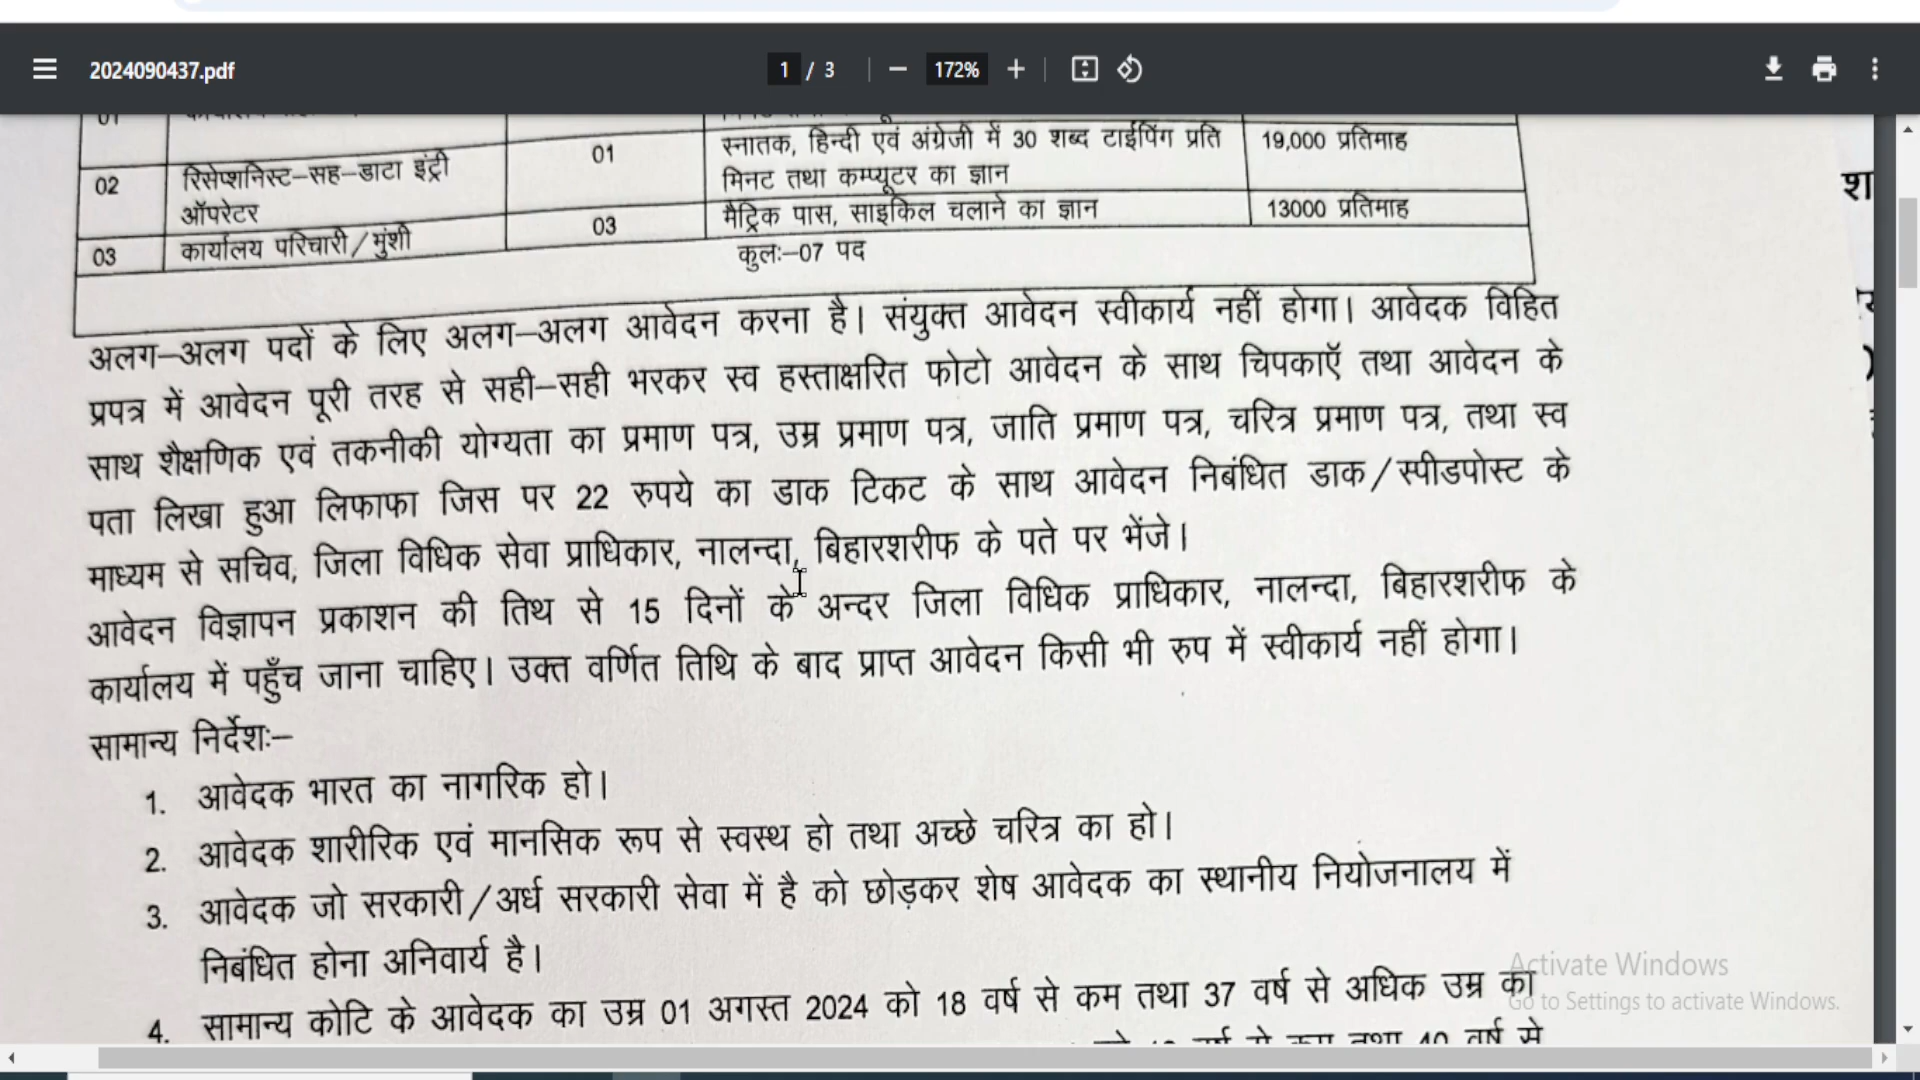 2024090437.pdf
1 / 3
172%
01
02
रिसेप्शनिस्ट–सह–डाटा इंट्री
ऑपरेटर
01
स्नातक, हिन्दी एवं अंग्रेजी में 30 शब्द टाईपिंग प्रति
मिनट तथा कम्प्यूटर का ज्ञान
19,000 प्रतिमाह
03
कार्यालय परिचारी/मुंशी
03
मैट्रिक पास, साइकिल चलाने का ज्ञान
13000 प्रतिमाह
कुलः–07 पद
अलग–अलग पदों के लिए अलग–अलग आवेदन करना है। संयुक्त आवेदन स्वीकार्य नहीं होगा। आवेदक विहित
प्रपत्र में आवेदन पूरी तरह से सही–सही भरकर स्व हस्ताक्षरित फोटो आवेदन के साथ चिपकाएँ तथा आवेदन के
साथ शैक्षणिक एवं तकनीकी योग्यता का प्रमाण पत्र, उम्र प्रमाण पत्र, जाति प्रमाण पत्र, चरित्र प्रमाण पत्र, तथा स्व
पता लिखा हुआ लिफाफा जिस पर 22 रुपये का डाक टिकट के साथ आवेदन निबंधित डाक/स्पीडपोस्ट के
माध्यम से सचिव, जिला विधिक सेवा प्राधिकार, नालन्दा, बिहारशरीफ के पते पर भेंजे।
आवेदन विज्ञापन प्रकाशन की तिथ से 15 दिनों के अन्दर जिला विधिक प्राधिकार, नालन्दा, बिहारशरीफ के
कार्यालय में पहुँच जाना चाहिए। उक्त वर्णित तिथि के बाद प्राप्त आवेदन किसी भी रुप में स्वीकार्य नहीं होगा।
सामान्य निर्देशः–
1. आवेदक भारत का नागरिक हो।
2. आवेदक शारीरिक एवं मानसिक रूप से स्वस्थ हो तथा अच्छे चरित्र का हो।
3. आवेदक जो सरकारी/अर्ध सरकारी सेवा में है को छोड़कर शेष आवेदक का स्थानीय नियोजनालय में
निबंधित होना अनिवार्य है।
4. सामान्य कोटि के आवेदक का उम्र 01 अगस्त 2024 को 18 वर्ष से कम तथा 37 वर्ष से अधिक उम्र का
वर्ष से कम तथा 40 वर्ष से
Activate Windows
Go to Settings to activate Windows.